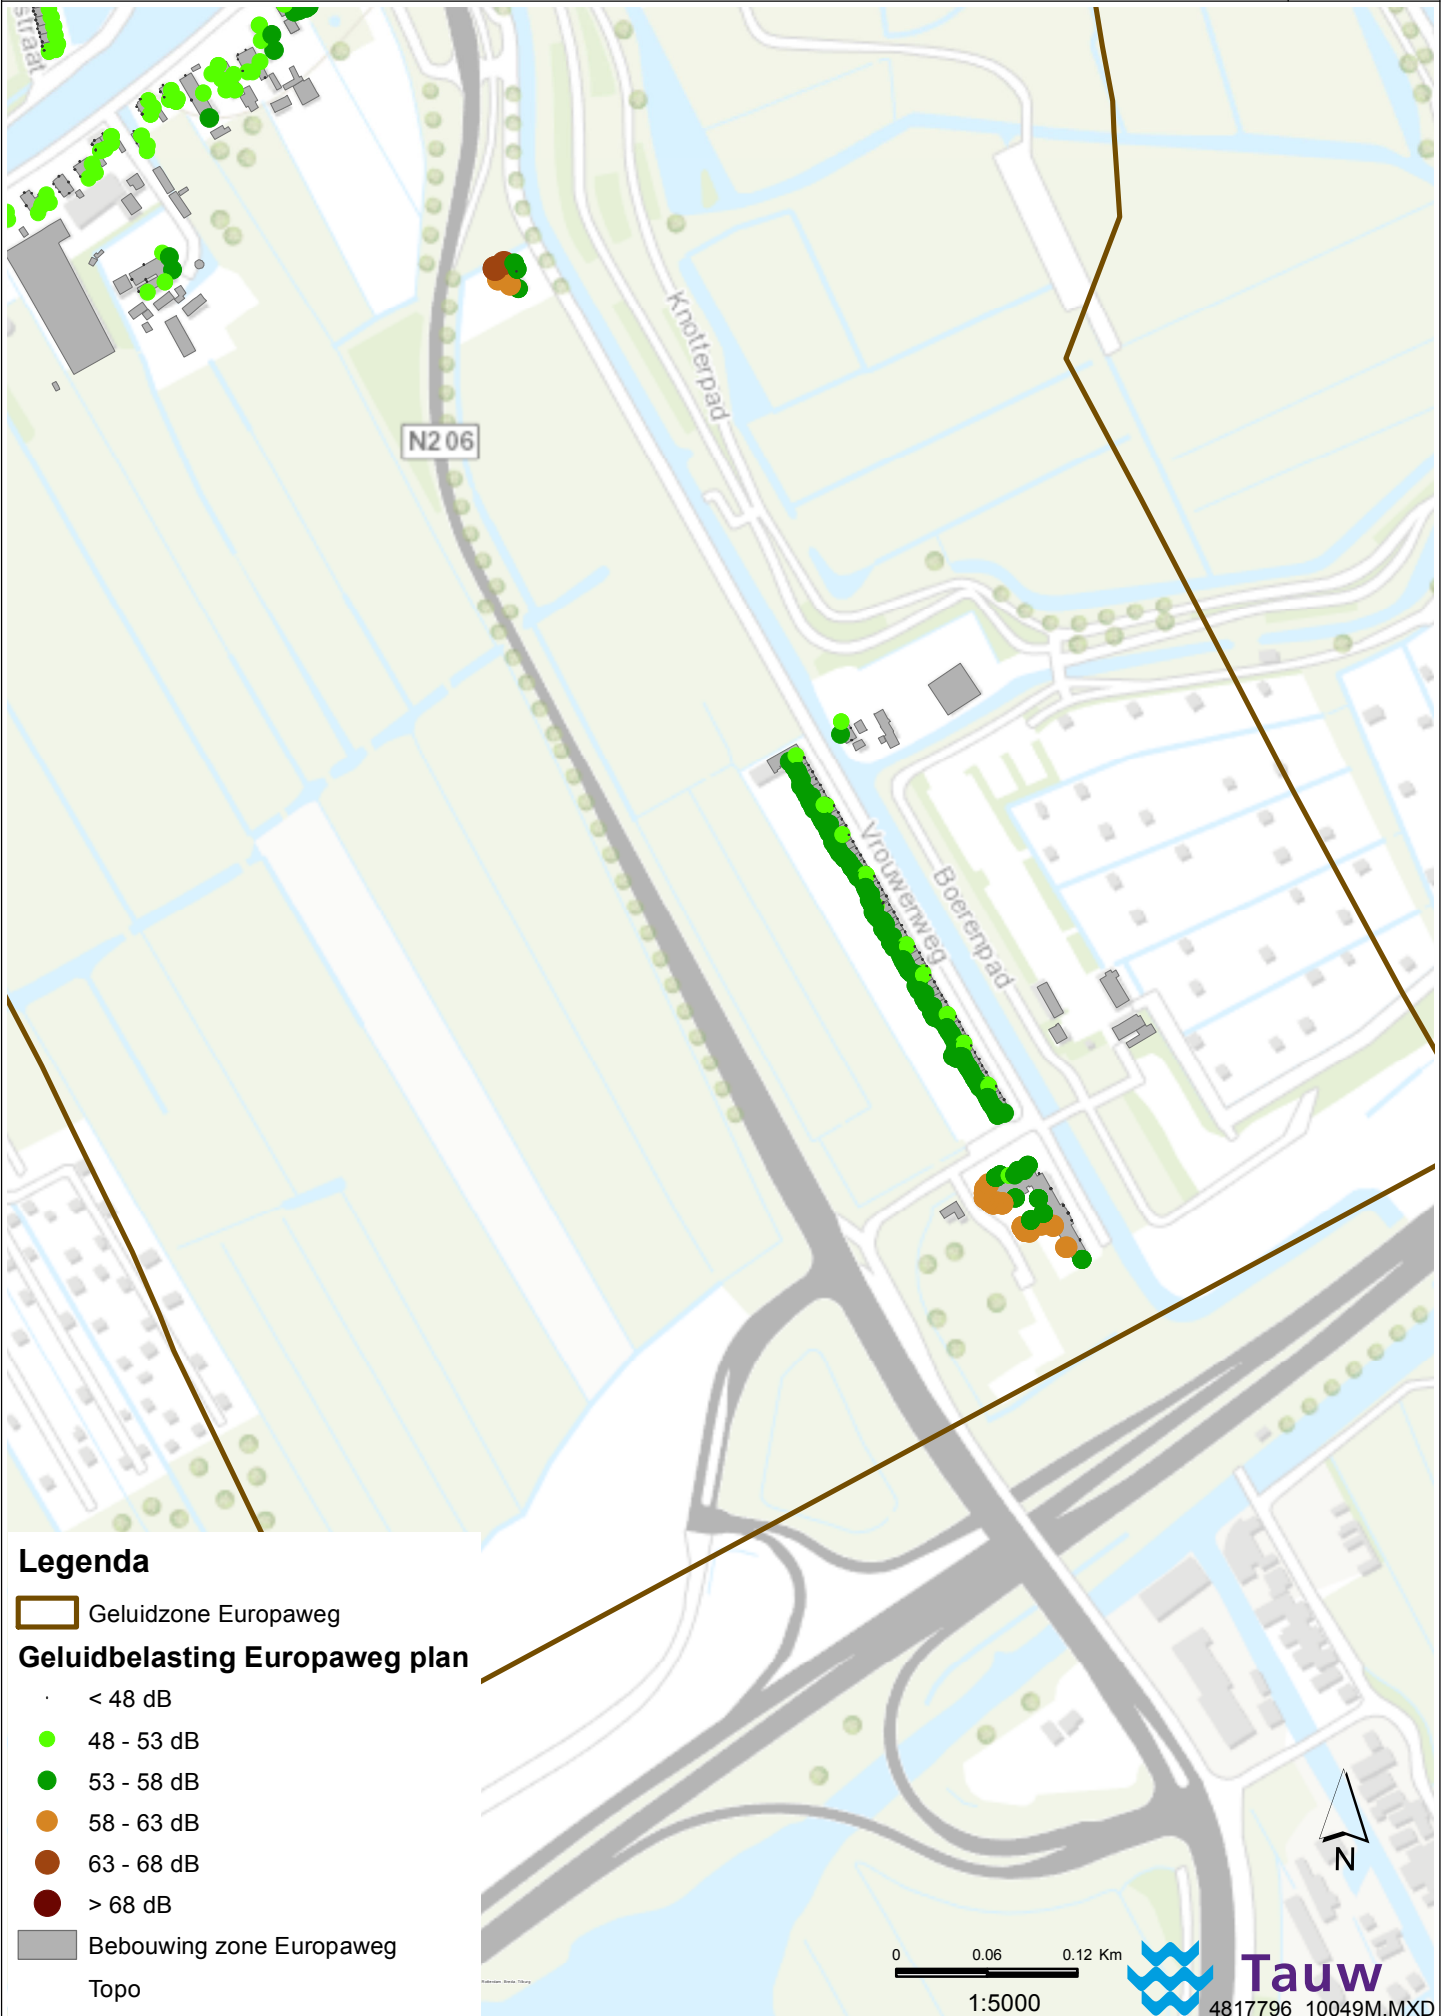 straat
Knotterpad
N206
Vrouwenweg
Boerenpad
Legenda
Geluidzone Europaweg
Geluidbelasting Europaweg plan
< 48 dB
48 - 53 dB
53 - 58 dB
58 - 63 dB
63 - 68 dB
> 68 dB
Bebouwing zone Europaweg
Topo
0 0.06 0.12 Km
1:5000
N
Tauw
4817796_10049M.MXD